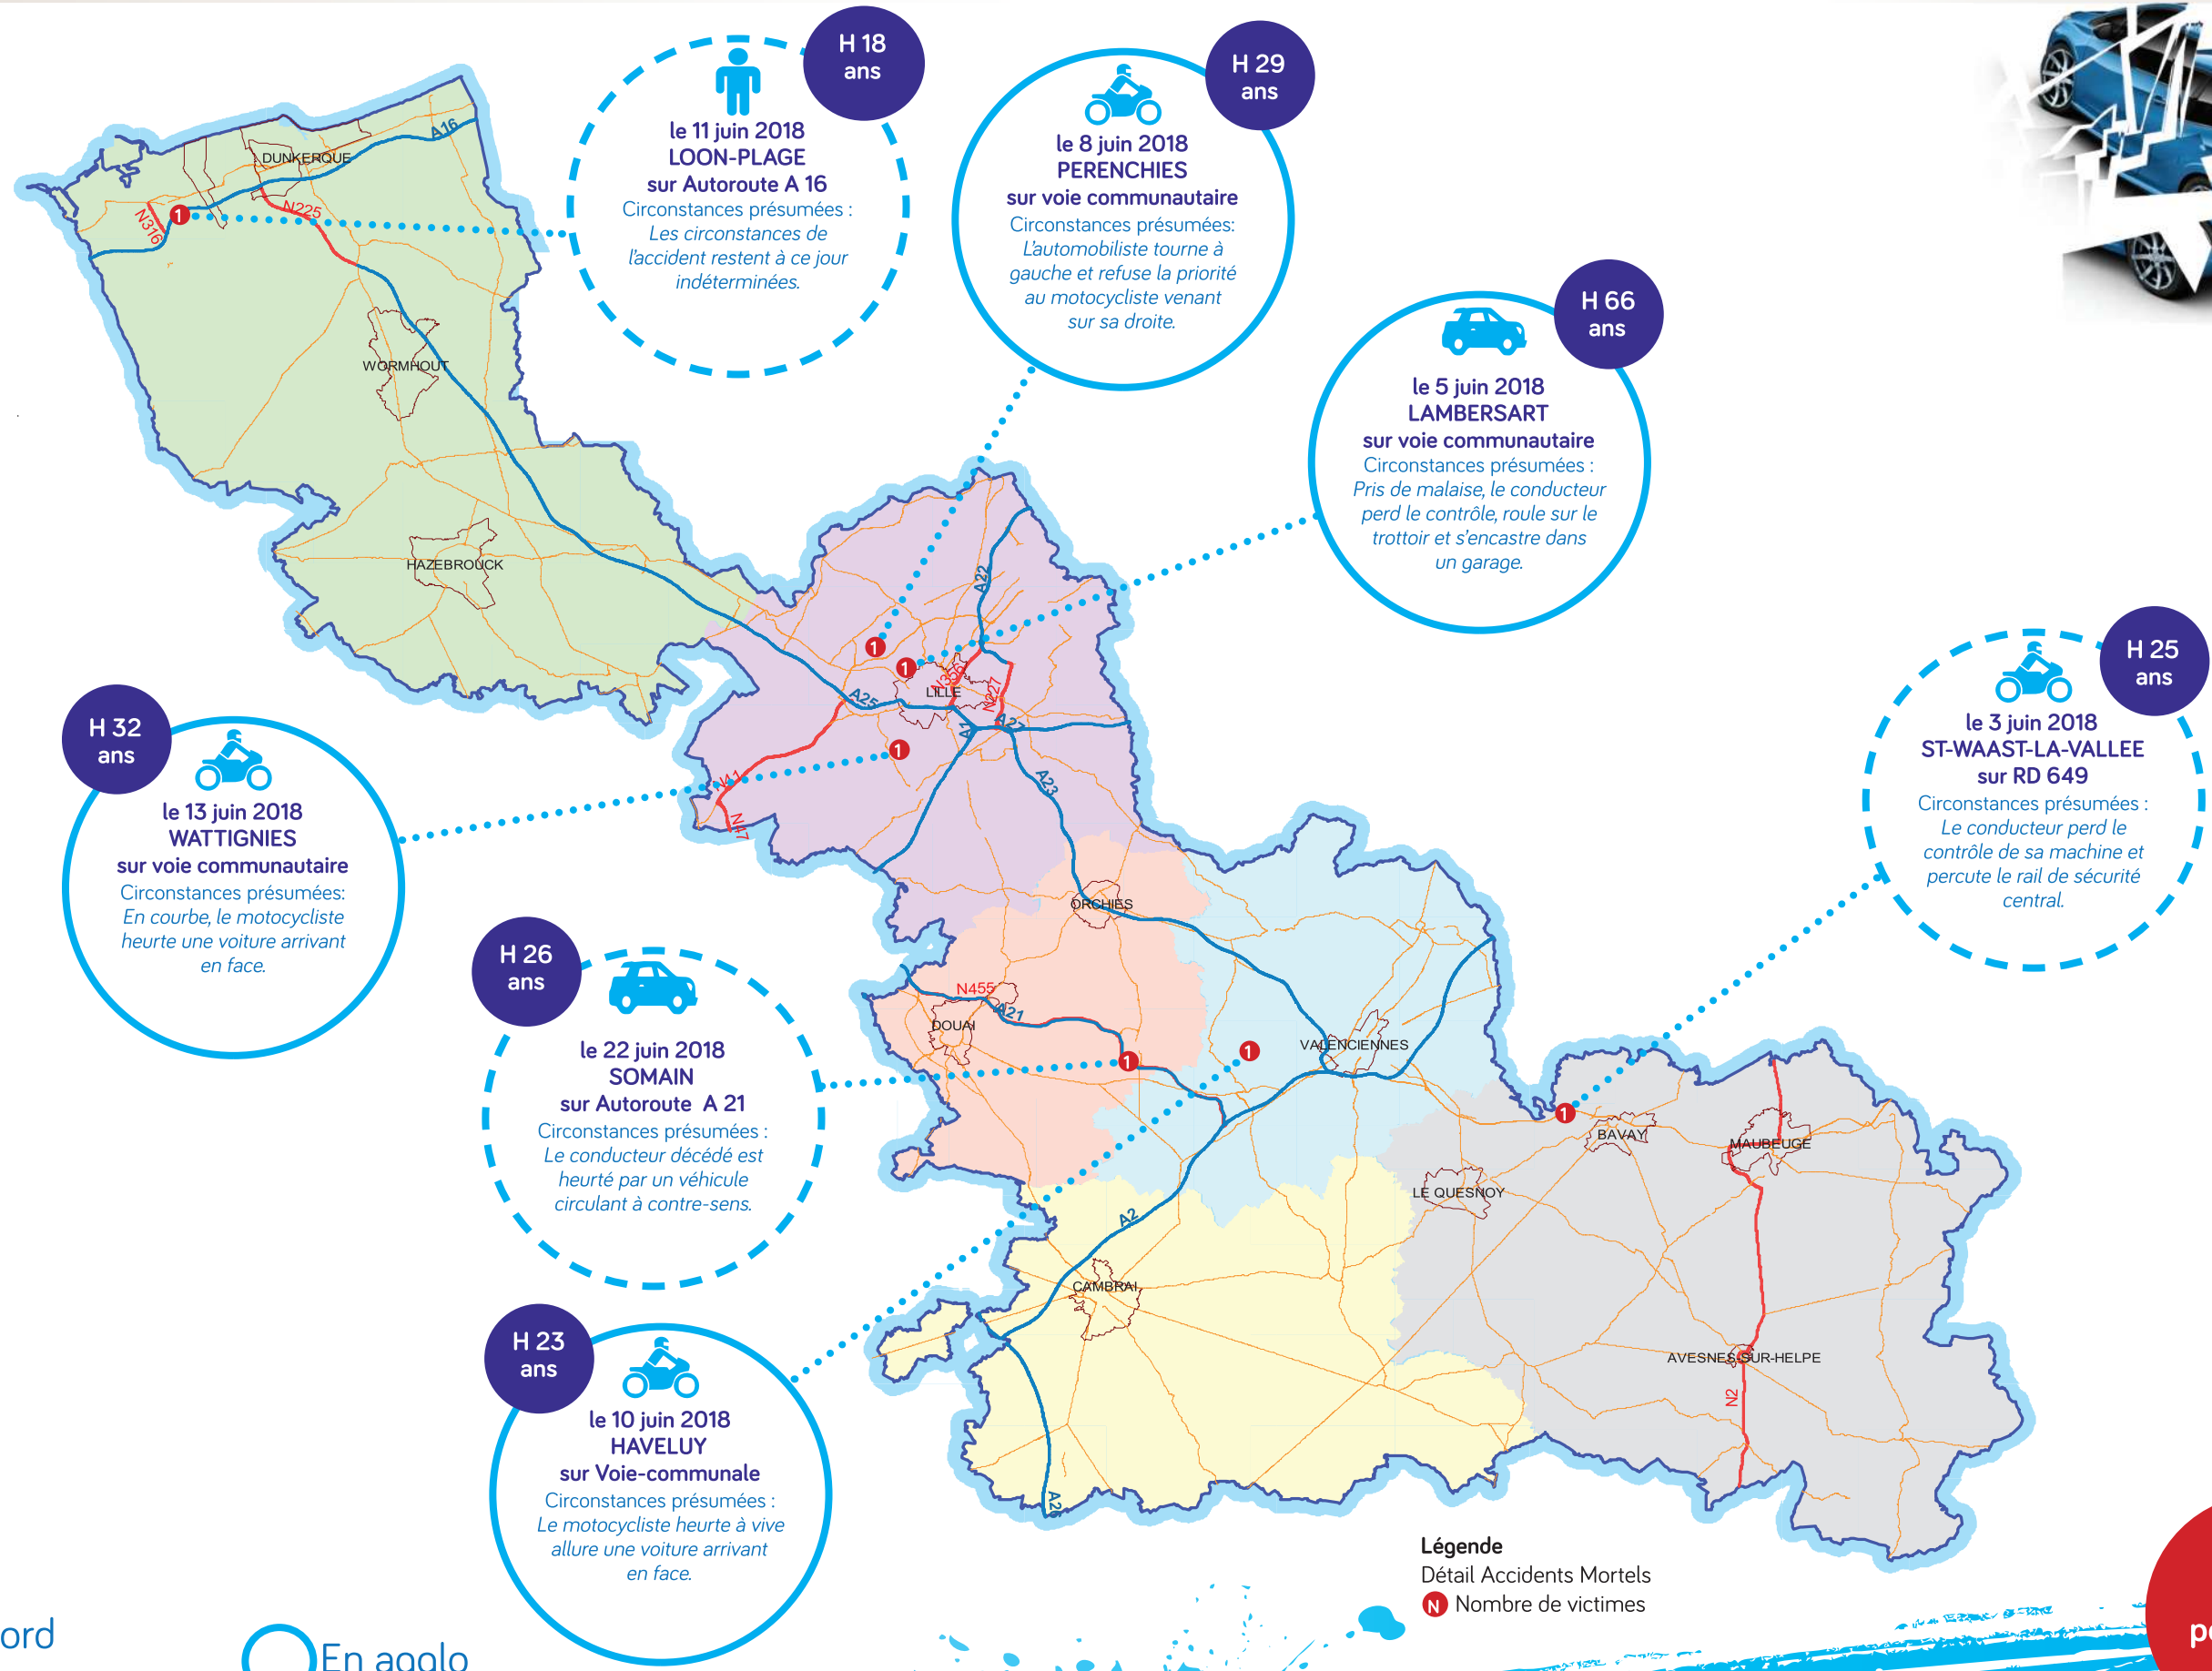 H 18
ans
le 11 juin 2018
LOON-PLAGE
sur Autoroute A 16
Circonstances présumées :
Les circonstances de
l'accident restent à ce jour
indéterminées.
H 29
ans
le 8 juin 2018
PERENCHIES
sur voie communautaire
Circonstances présumées:
L'automobiliste tourne à
gauche et refuse la priorité
au motocycliste venant
sur sa droite.
H 66
ans
le 5 juin 2018
LAMBERSART
sur voie communautaire
Circonstances présumées :
Pris de malaise, le conducteur
perd le contrôle, roule sur le
trottoir et s'encastre dans
un garage.
H 25
ans
le 3 juin 2018
ST-WAAST-LA-VALLEE
sur RD 649
Circonstances présumées :
Le conducteur perd le
contrôle de sa machine et
percute le rail de sécurité
central.
H 32
ans
le 13 juin 2018
WATTIGNIES
sur voie communautaire
Circonstances présumées:
En courbe, le motocycliste
heurte une voiture arrivant
en face.
H 26
ans
le 22 juin 2018
SOMAIN
sur Autoroute A 21
Circonstances présumées :
Le conducteur décédé est
heurté par un véhicule
circulant à contre-sens.
H 23
ans
le 10 juin 2018
HAVELUY
sur Voie-communale
Circonstances présumées :
Le motocycliste heurte à vive
allure une voiture arrivant
en face.
A16
DUNKERQUE
N225
N316
1
WORMHOUT
HAZEBROUCK
A22
1
1
N356
LILLE
N227
A25
A27
A1
1
N41
N47
A23
ORCHIES
N455
A21
DOUAI
1
1
VALENCIENNES
1
BAVAY
MAUBEUGE
LE QUESNOY
A2
CAMBRAI
AVESNES-SUR-HELPE
N2
Légende
Détail Accidents Mortels
N Nombre de victimes
ord
En agglo